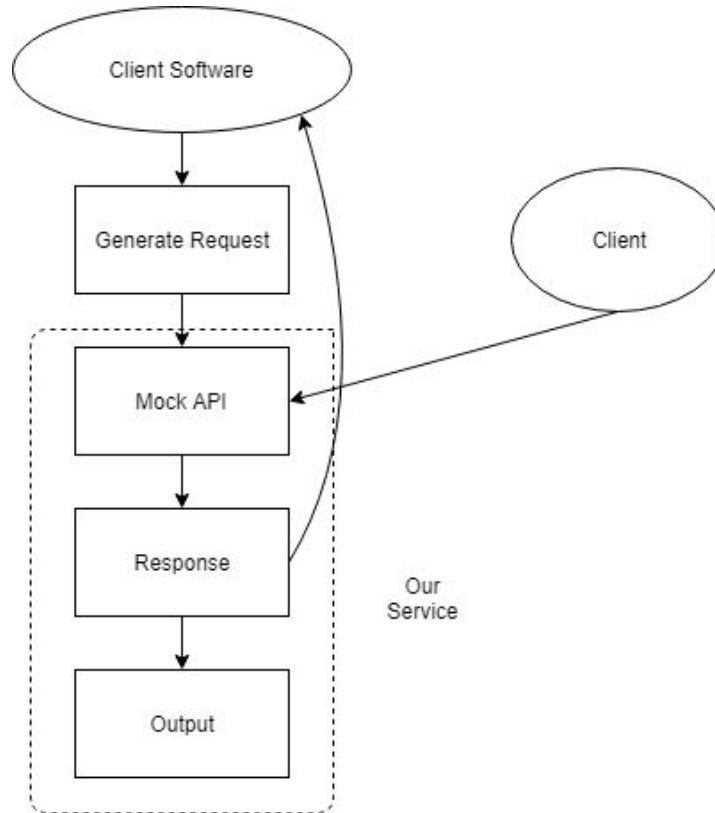 Client Software
Generate Request
Client
Mock API
Response
Our
Service
Output